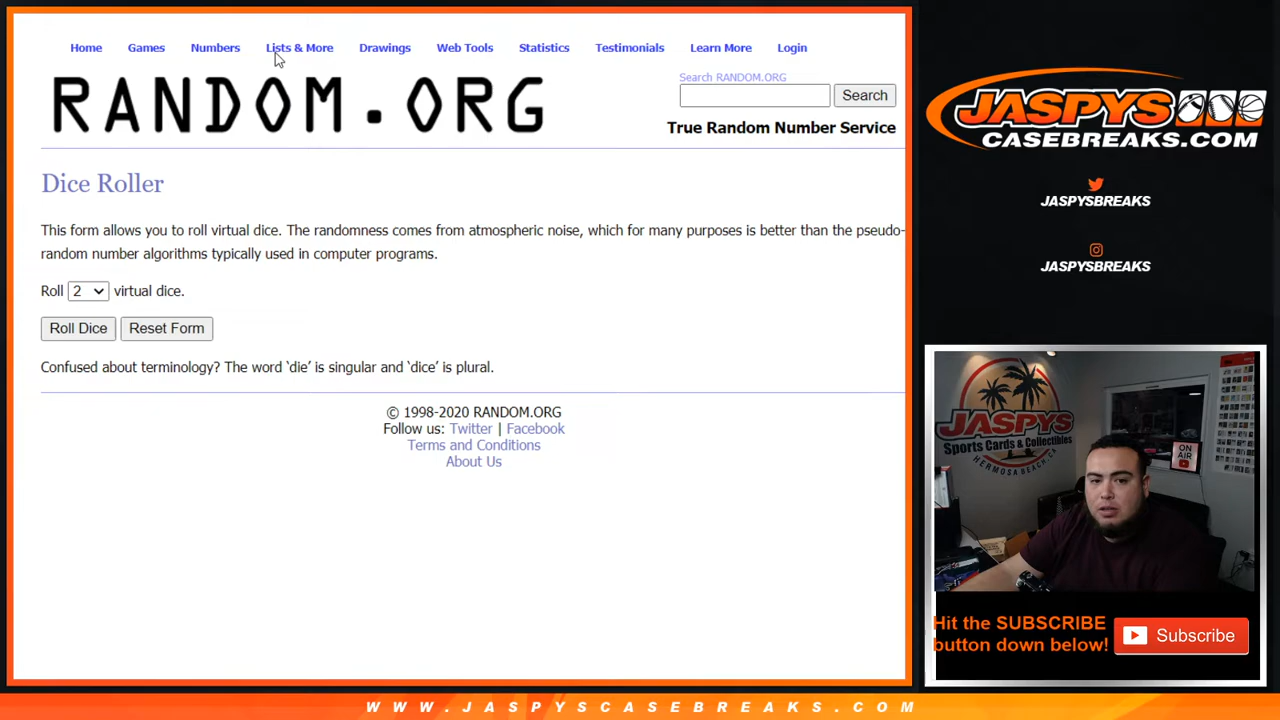 Home Games Numbers Lists & More Drawings Web Tools Statistics Testimonials Learn More Login
RANDOM.ORG
Search RANDOM.ORG
Search
True Random Number Service
Dice Roller
This form allows you to roll virtual dice. The randomness comes from atmospheric noise, which for many purposes is better than the pseudo-
random number algorithms typically used in computer programs.
Roll 2 virtual dice.
Roll Dice Reset Form
Confused about terminology? The word ‘die’ is singular and ‘dice’ is plural.
© 1998-2020 RANDOM.ORG
Follow us: Twitter | Facebook
Terms and Conditions
About Us
JASPYS
CASEBREAKS.COM
JASPYSBREAKS
JASPYSBREAKS
JASPYS
Sports Cards & Collectibles
HERMOSA BEACH, CA
ON
AIR
Hit the SUBSCRIBE
button down below!
Subscribe
WWW.JASPYSCASEBREAKS.COM